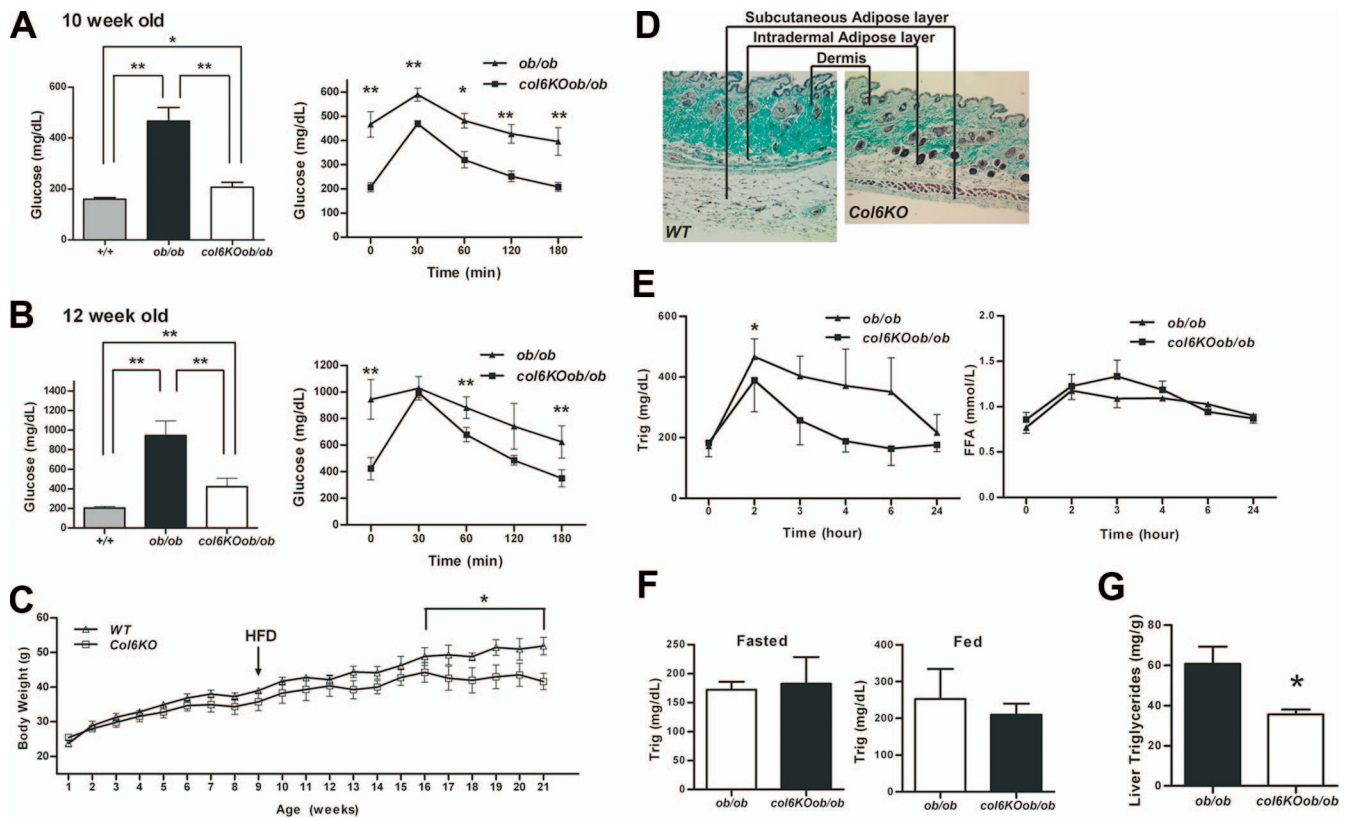 A
10 week old
*
**
**
Glucose (mg/dL)
600
400
200
0
+/+
ob/ob
col6KOob/ob
Glucose (mg/dL)
600
500
400
300
200
100
0
**
**
*
**
**
ob/ob
col6KOob/ob
0
30
60
120
180
Time (min)
B
12 week old
**
**
**
Glucose (mg/dL)
1400
1200
1000
800
600
400
200
0
+/+
ob/ob
col6KOob/ob
Glucose (mg/dL)
1200
1000
800
600
400
200
0
**
**
**
ob/ob
col6KOob/ob
0
30
60
120
180
Time (min)
C
Body Weight (g)
60
50
40
30
20
WT
Col6KO
HFD
*
1 2 3 4 5 6 7 8 9 10 11 12 13 14 15 16 17 18 19 20 21
Age (weeks)
D
Subcutaneous Adipose layer
Intradermal Adipose layer
Dermis
WT
Col6KO
E
Trig (mg/dL)
600
400
200
0
*
ob/ob
col6KOob/ob
0
2
3
4
6
24
Time (hour)
FFA (mmol/L)
2.0
1.5
1.0
0.5
0.0
ob/ob
col6KOob/ob
0
2
3
4
6
24
Time (hour)
F
Fasted
Trig (mg/dL)
250
200
150
100
50
0
ob/ob
col6KOob/ob
Fed
Trig (mg/dL)
400
300
200
100
0
ob/ob
col6KOob/ob
G
Liver Triglycerides (mg/g)
80
60
40
20
0
*
ob/ob
col6KOob/ob